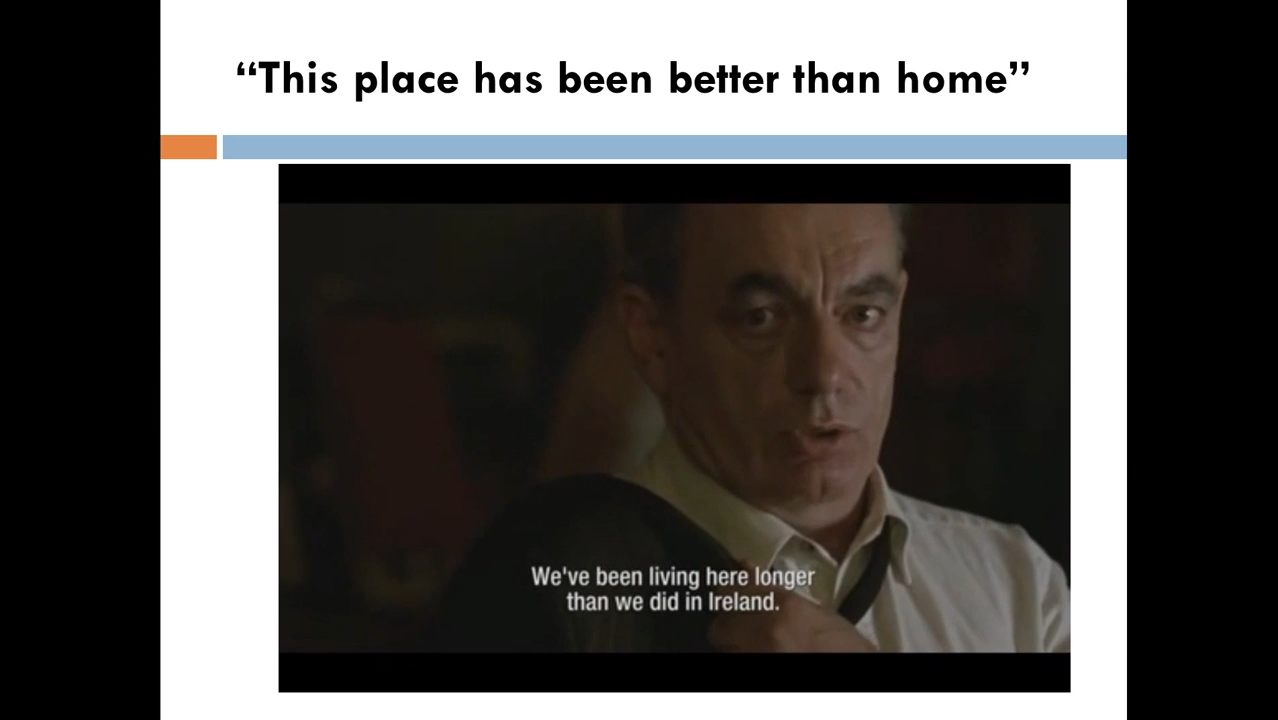 “This place has been better than home”
We've been living here longer
than we did in Ireland.